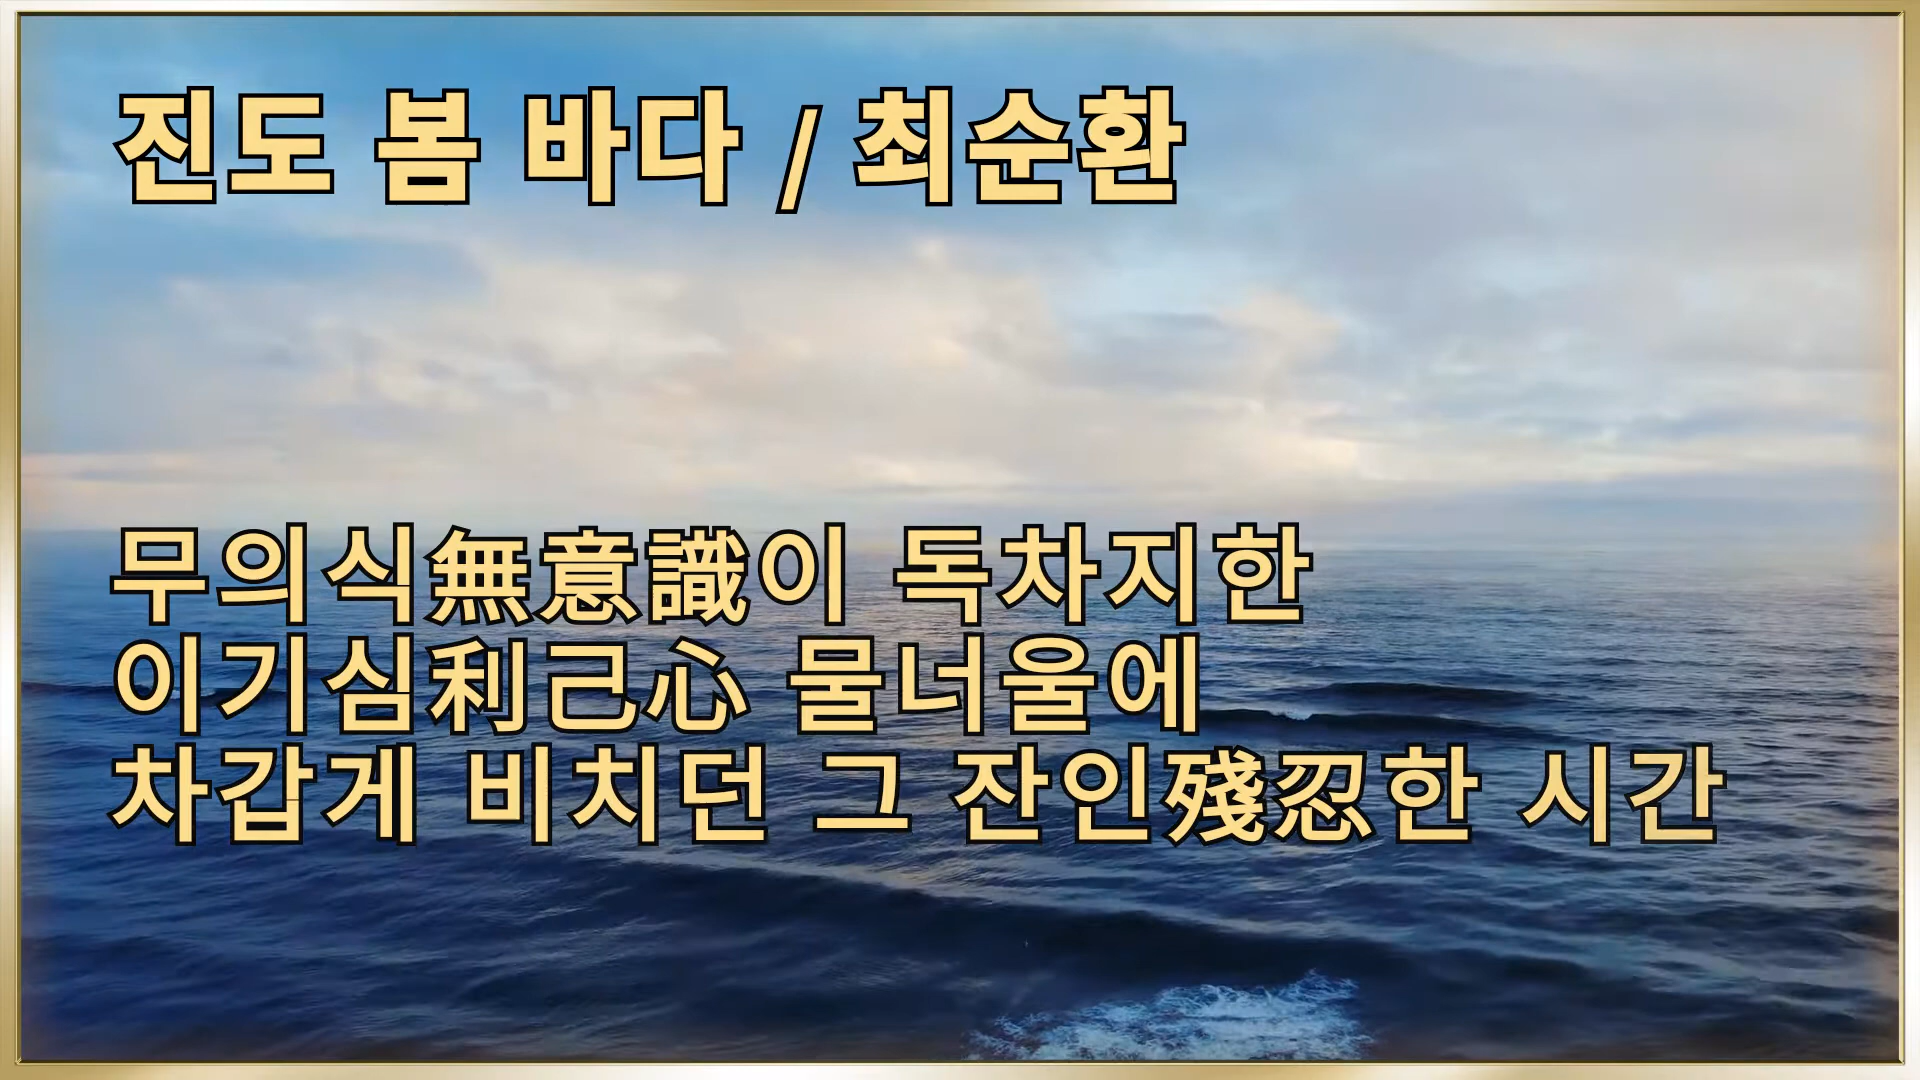 진도 봄 바다 / 최순환
무의식無意識이 독차지한
이기심利己心 물너울에
차갑게 비치던 그 잔인殘忍한 시간